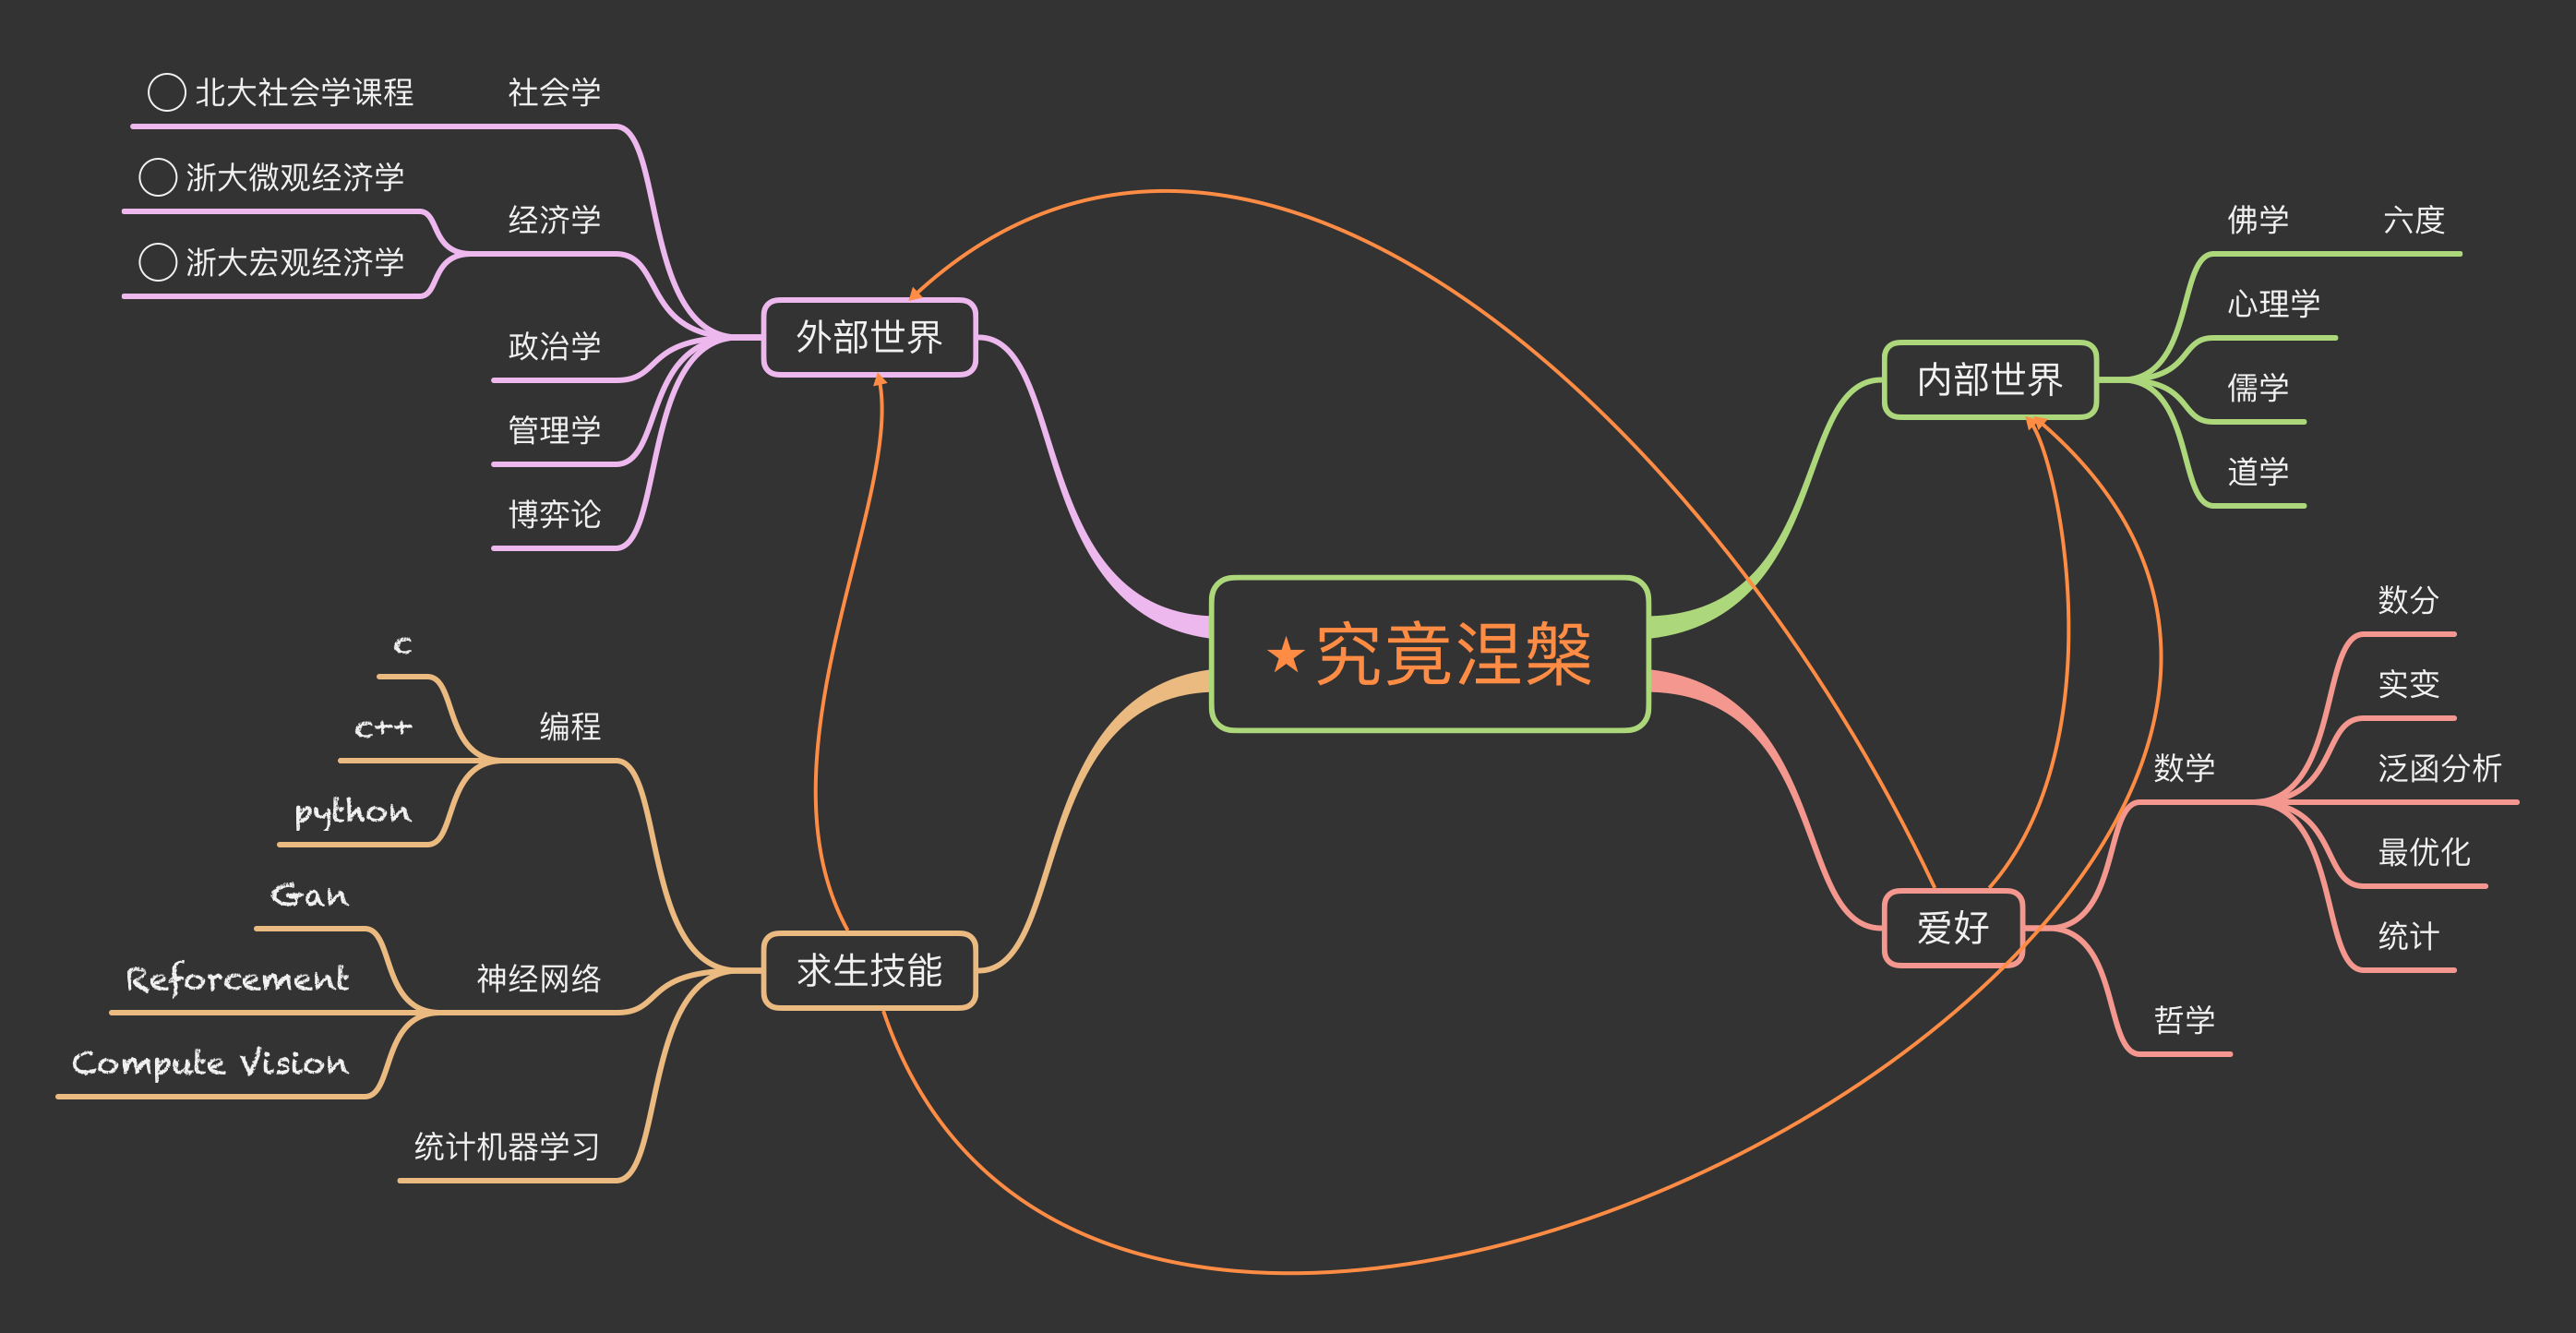 ★究竟涅槃
外部世界
社会学
北大社会学课程
经济学
浙大微观经济学
浙大宏观经济学
政治学
管理学
博弈论
求生技能
编程
c
c++
python
神经网络
Gan
Reforcement
Compute Vision
统计机器学习
内部世界
佛学
六度
心理学
儒学
道学
爱好
数学
数分
实变
泛函分析
最优化
统计
哲学